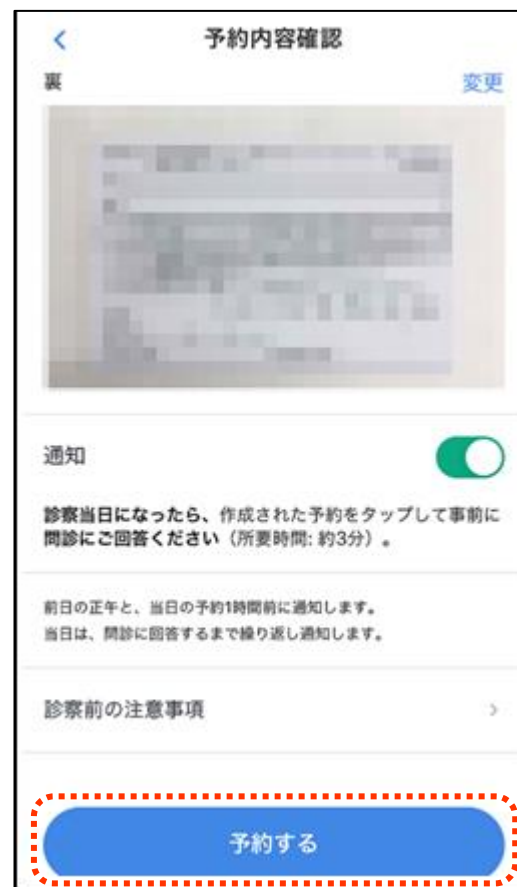 予約内容確認
裏 変更
通知
診察当日になったら、作成された予約をタップして事前に
問診にご回答ください（所要時間: 約3分）。
前日の正午と、当日の予約1時間前に通知します。
当日は、問診に回答するまで繰り返し通知します。
診察前の注意事項
予約する